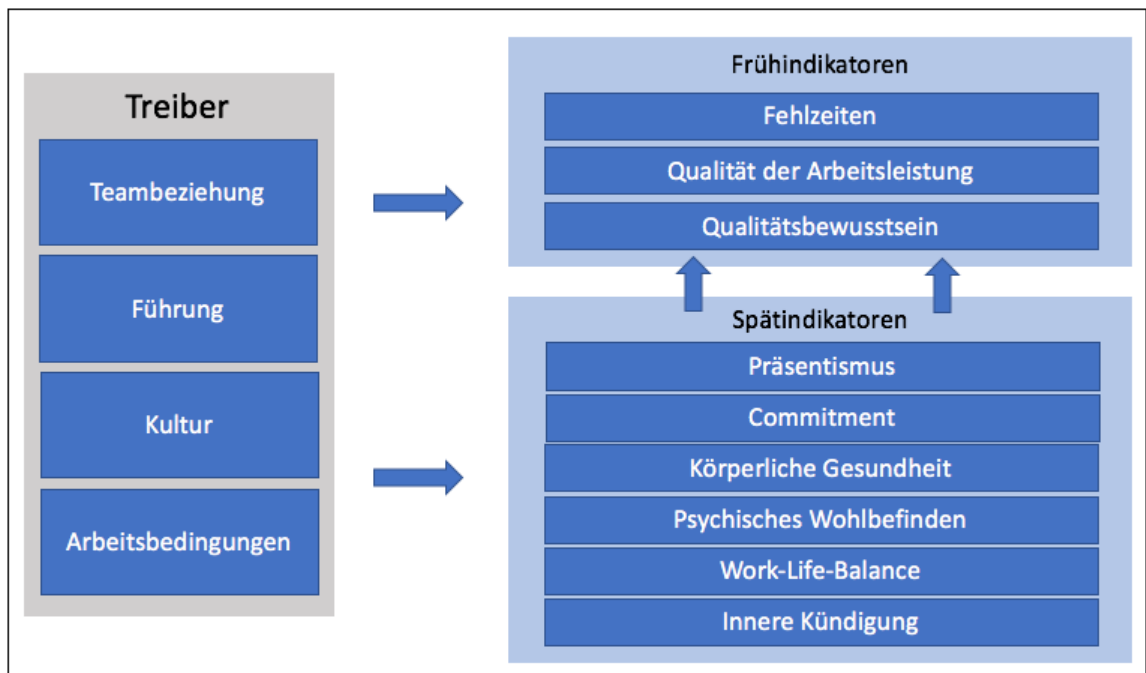 Treiber
Teambeziehung
Führung
Kultur
Arbeitsbedingungen
Frühindikatoren
Fehlzeiten
Qualität der Arbeitsleistung
Qualitätsbewusstsein
Spätindikatoren
Präsentismus
Commitment
Körperliche Gesundheit
Psychisches Wohlbefinden
Work-Life-Balance
Innere Kündigung